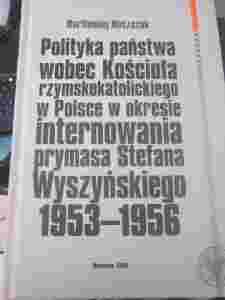 Bartłomiej Noszczak
Polityka państwa
wobec Kościoła
rzymskokatolickiego
w Polsce w okresie
internowania
prymasa Stefana
Wyszyńskiego
1953–1956